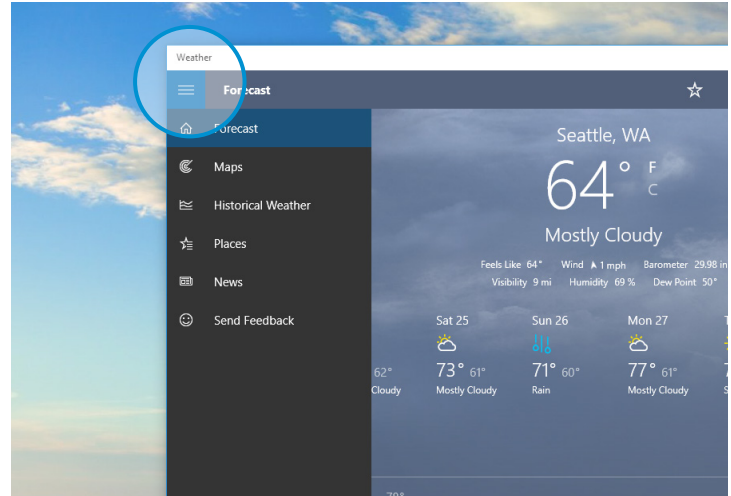 Weather
Forecast
Forecast
Maps
Historical Weather
Places
News
Send Feedback
Seattle, WA
64° F
C
Mostly Cloudy
Feels Like 64° Wind 1 mph Barometer 29.98 in
Visibility 9 mi Humidity 69 % Dew Point 50°
Sat 25 Sun 26 Mon 27
62° 73° 61° 71° 60° 77° 61°
Cloudy Mostly Cloudy Rain Mostly Cloudy